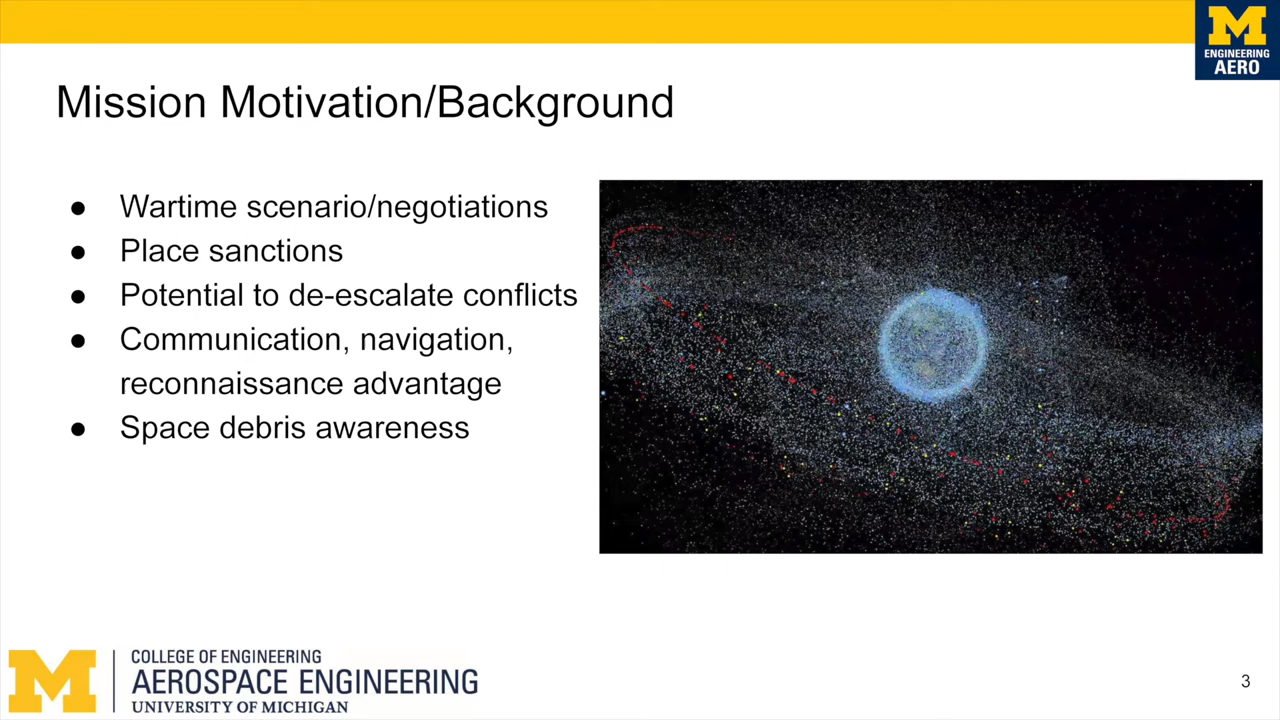 M
ENGINEERING
AERO
Mission Motivation/Background
● Wartime scenario/negotiations
● Place sanctions
● Potential to de-escalate conflicts
● Communication, navigation,
reconnaissance advantage
● Space debris awareness
M
COLLEGE OF ENGINEERING
AEROSPACE ENGINEERING
UNIVERSITY OF MICHIGAN
3